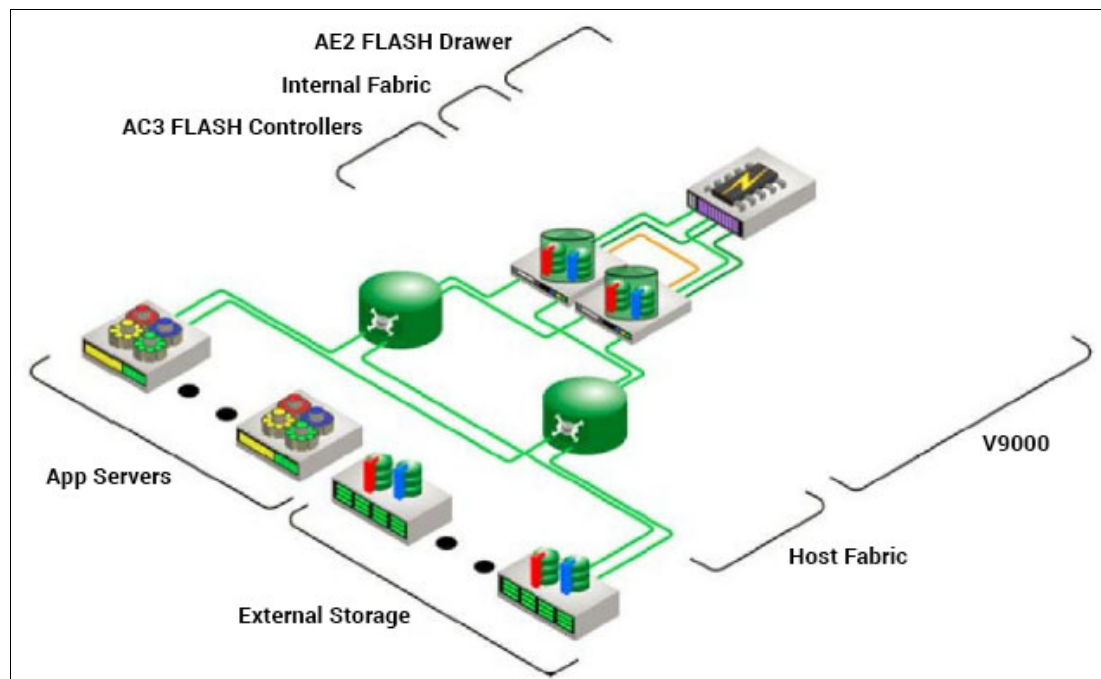 AE2 FLASH Drawer
Internal Fabric
AC3 FLASH Controllers
V9000
App Servers
Host Fabric
External Storage